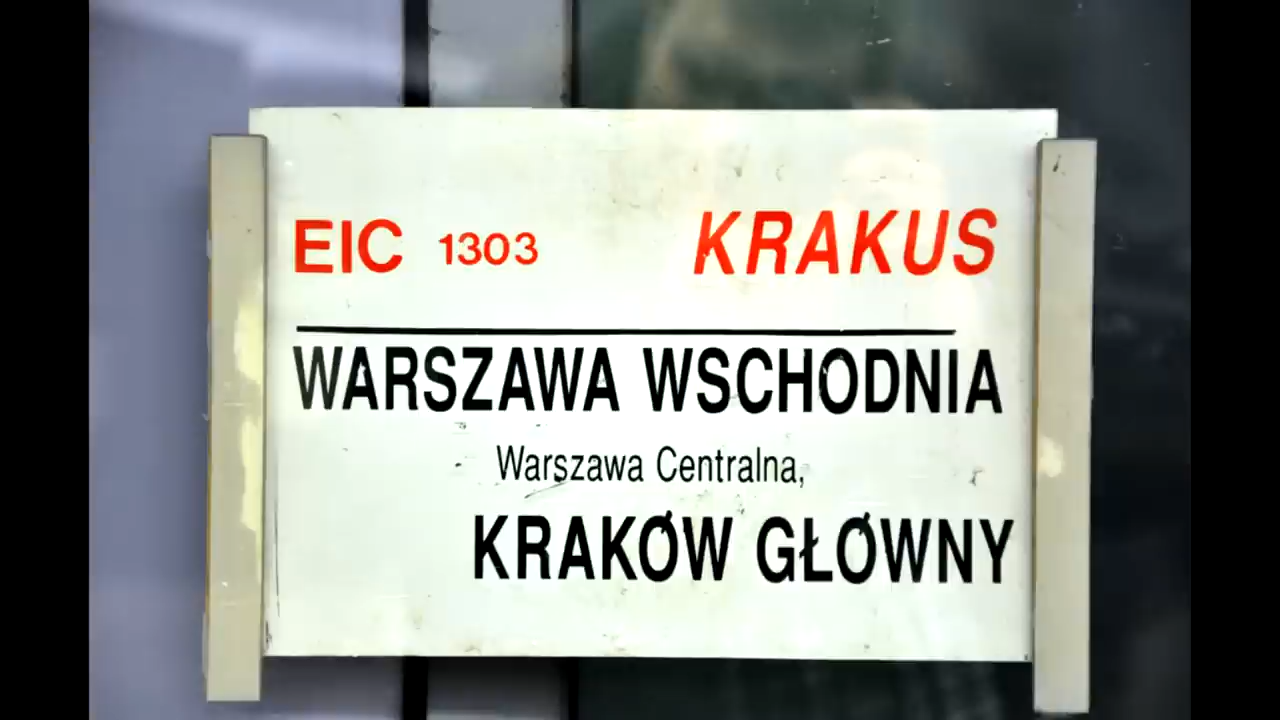 EIC 1303 KRAKUS
WARSZAWA WSCHODNIA
Warszawa Centralna,
KRAKÓW GŁÓWNY